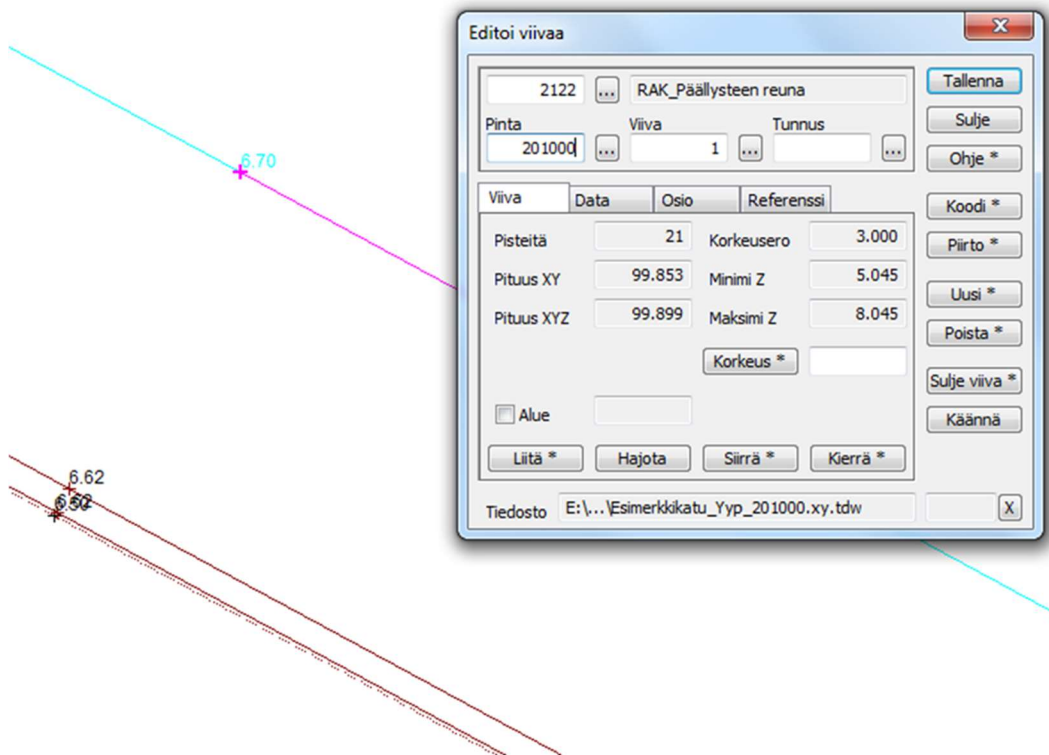 Editoi viivaa
X
2122 ... RAK_Päällysteen reuna
Tallenna
Pinta Viiva Tunnus
Sulje
201000 ... 1 ... ...
Ohje *
6.70
Viiva Data Osio Referenssi
Koodi *
Pisteitä 21 Korkeusero 3.000
Piirto *
Pituus XY 99.853 Minimi Z 5.045
Uusi *
Pituus XYZ 99.899 Maksimi Z 8.045
Poista *
Korkeus *
Sulje viiva *
Alue
Käännä
Liitä * Hajota Siirrä * Kierrä *
6.62
Tiedosto E:\...\Esimerkkikatu_Yyp_201000.xy.tdw X